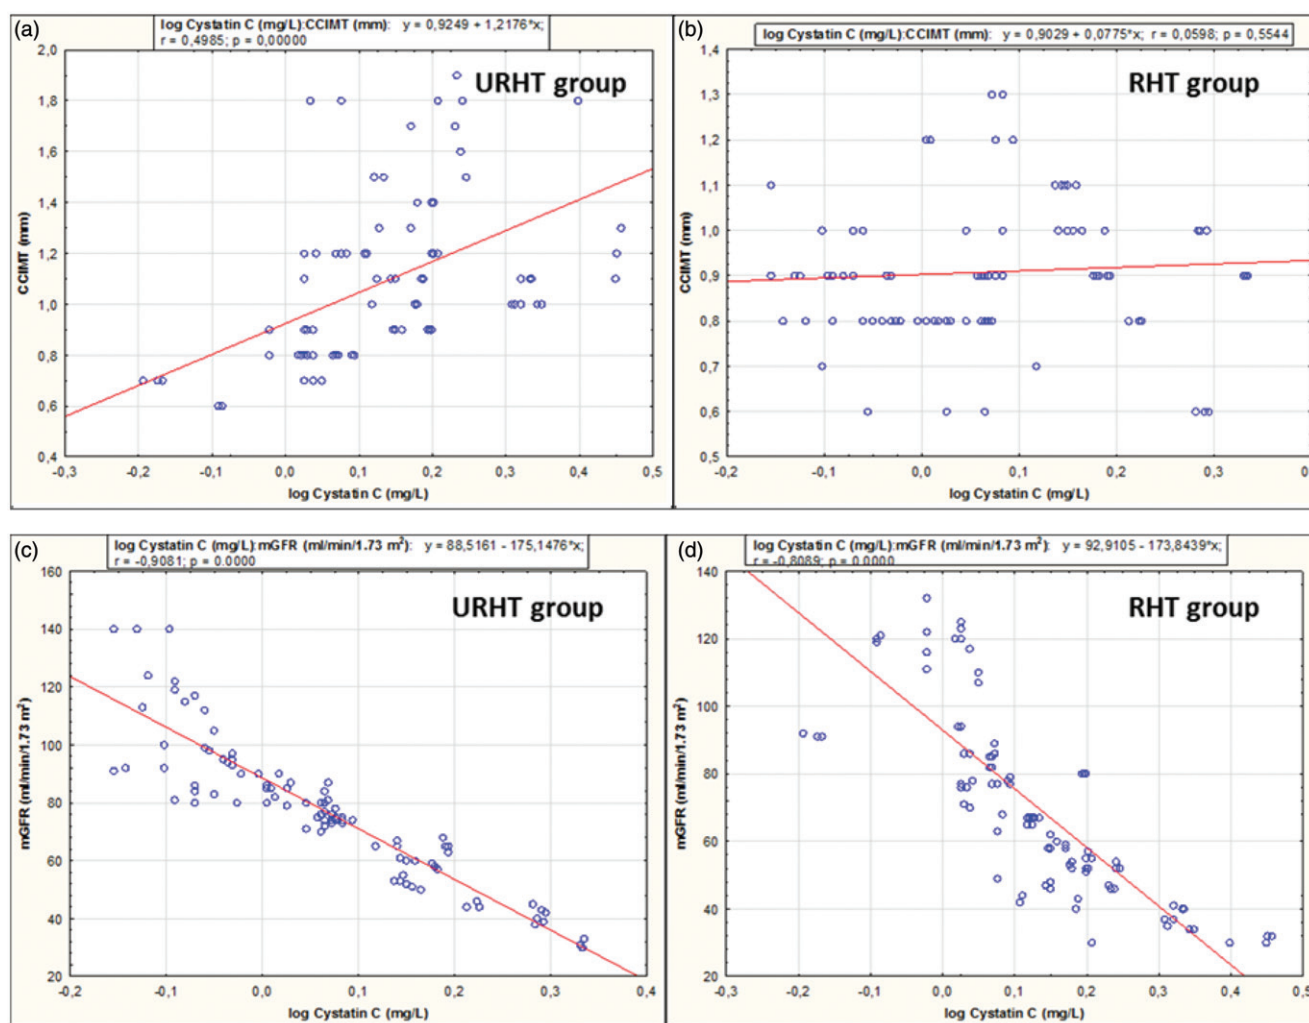 (a)
log Cystatin C (mg/L):CCIMT (mm): y = 0,9249 + 1,2176*x;
r = 0,4985; p = 0,00000
URHT group
2,0
1,8
1,6
1,4
1,2
1,0
0,8
0,6
0,4
CCIMT (mm)
-0,3 -0,2 -0,1 0,0 0,1 0,2 0,3 0,4 0,5
log Cystatin C (mg/L)
(b)
log Cystatin C (mg/L):CCIMT (mm): y = 0,9029 + 0,0775*x; r = 0,0598; p = 0,5544
RHT group
1,4
1,3
1,2
1,1
1,0
0,9
0,8
0,7
0,6
0,5
CCIMT (mm)
-0,2 -0,1 0,0 0,1 0,2 0,3
log Cystatin C (mg/L)
(c)
log Cystatin C (mg/L):mGFR (ml/min/1.73 m²): y = 88,5161 - 175,1476*x;
r = -0,9081; p = 0.0000
URHT group
160
140
120
100
80
60
40
20
mGFR (ml/min/1.73 m²)
-0,2 -0,1 0,0 0,1 0,2 0,3 0,4
log Cystatin C (mg/L)
(d)
log Cystatin C (mg/L):mGFR (ml/min/1.73 m²): y = 92,9105 - 173,8439*x;
r = -0,8089; p = 0.0000
RHT group
140
120
100
80
60
40
20
mGFR (ml/min/1.73 m²)
-0,2 -0,2 -0,1 0,0 0,1 0,2 0,3 0,4 0,5
log Cystatin C (mg/L)